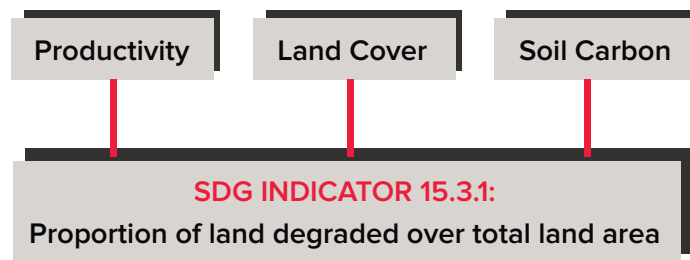 Productivity
Land Cover
Soil Carbon
SDG INDICATOR 15.3.1:
Proportion of land degraded over total land area